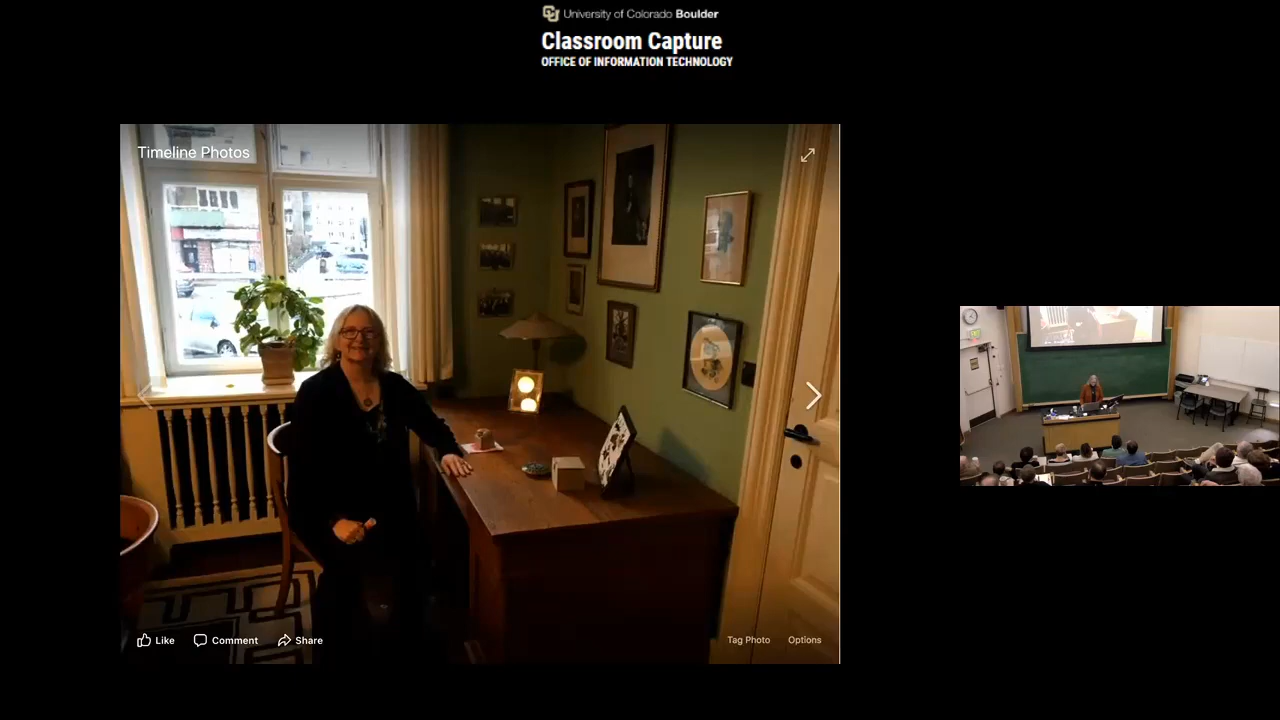 University of Colorado Boulder
Classroom Capture
OFFICE OF INFORMATION TECHNOLOGY
Timeline Photos
Like Comment Share
Tag Photo Options